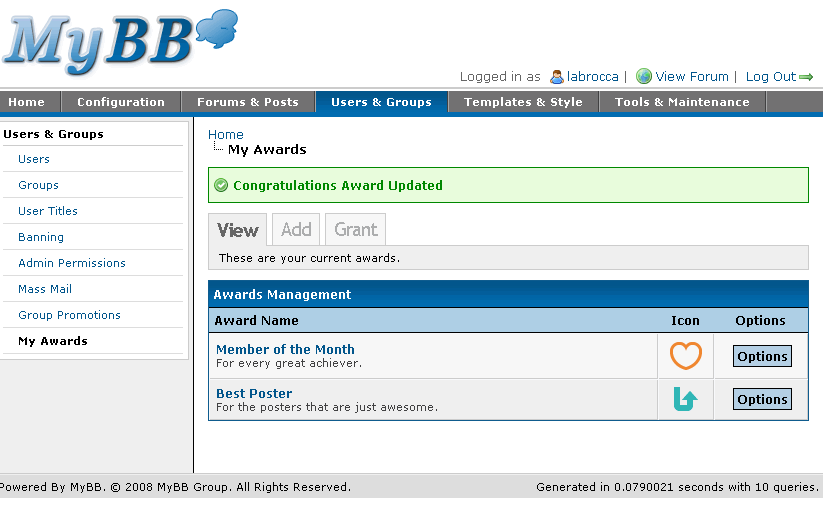 MyBB
Logged in as labrocca | View Forum | Log Out
Home Configuration Forums & Posts Users & Groups Templates & Style Tools & Maintenance
Users & Groups
Users
Groups
User Titles
Banning
Admin Permissions
Mass Mail
Group Promotions
My Awards
Home
My Awards
Congratulations Award Updated
View Add Grant
These are your current awards.
Awards Management
Award Name Icon Options
Member of the Month
For every great achiever.
Options
Best Poster
For the posters that are just awesome.
Options
Powered By MyBB. © 2008 MyBB Group. All Rights Reserved.
Generated in 0.0790021 seconds with 10 queries.